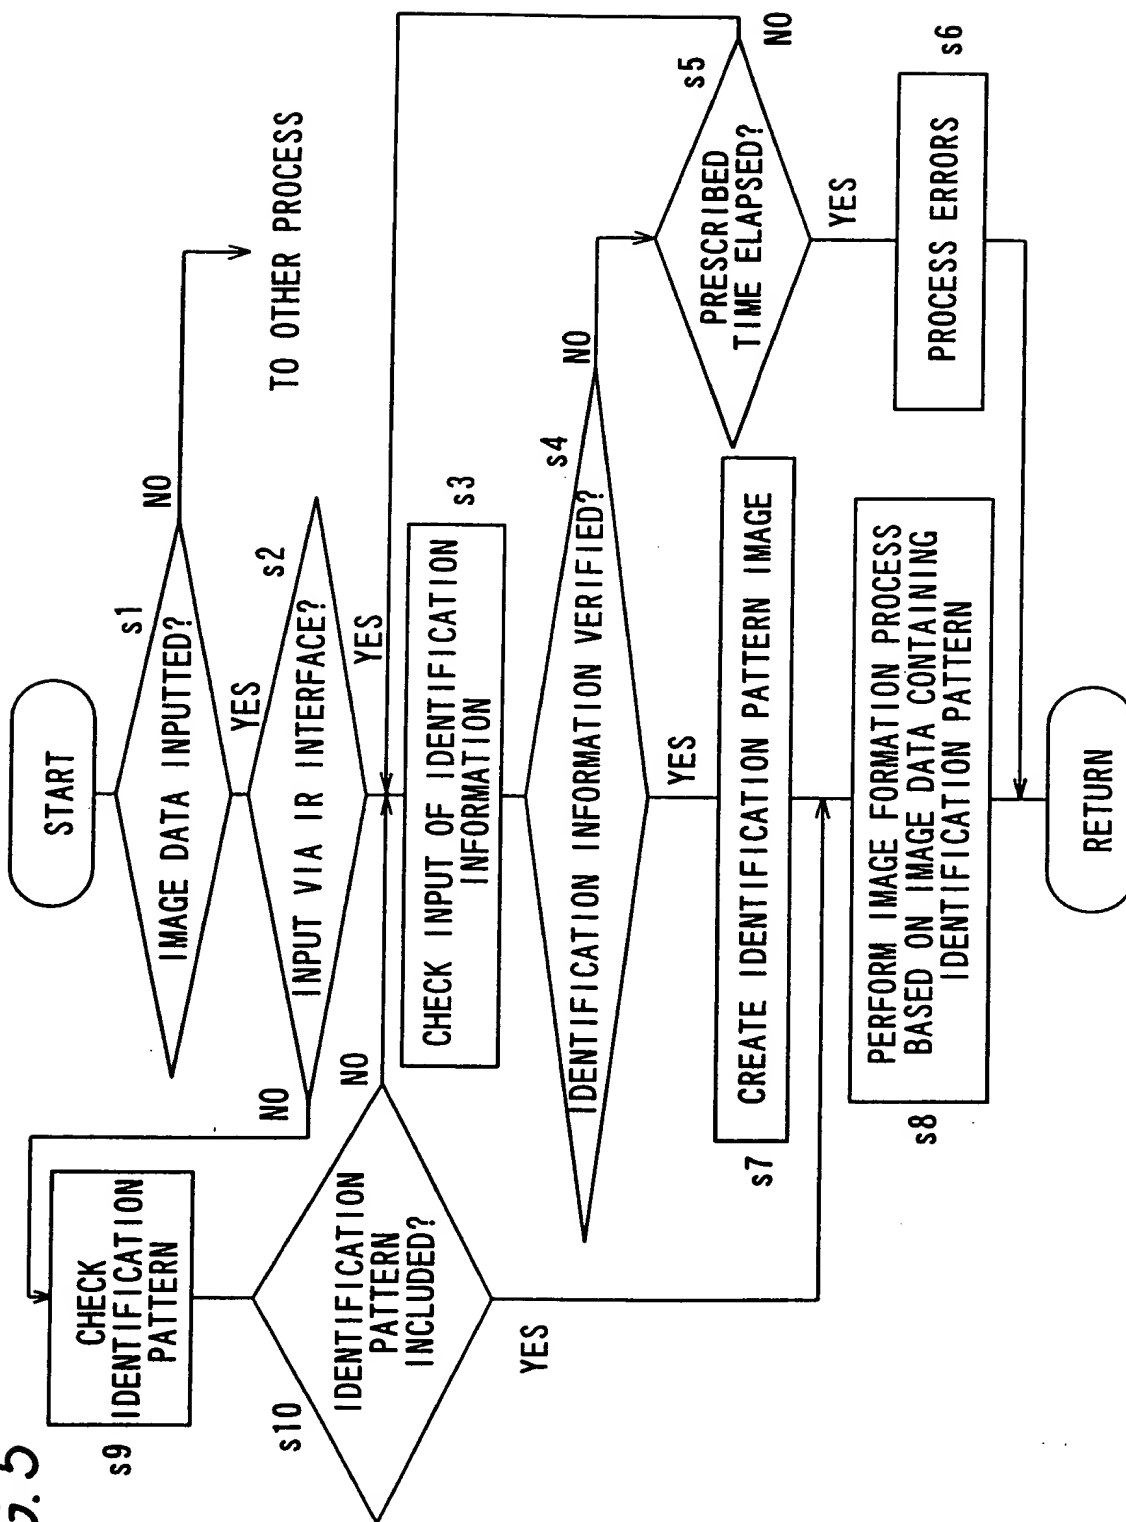 START
IMAGE DATA INPUTTED?
s1
NO
TO OTHER PROCESS
YES
INPUT VIA IR INTERFACE?
s2
NO
YES
CHECK INPUT OF IDENTIFICATION
INFORMATION
s3
IDENTIFICATION INFORMATION VERIFIED?
s4
NO
YES
PRESCRIBED
TIME ELAPSED?
s5
NO
YES
PROCESS ERRORS
s6
CREATE IDENTIFICATION PATTERN IMAGE
s7
PERFORM IMAGE FORMATION PROCESS
BASED ON IMAGE DATA CONTAINING
IDENTIFICATION PATTERN
s8
CHECK
IDENTIFICATION
PATTERN
s9
IDENTIFICATION
PATTERN
INCLUDED?
s10
NO
YES
RETURN
5